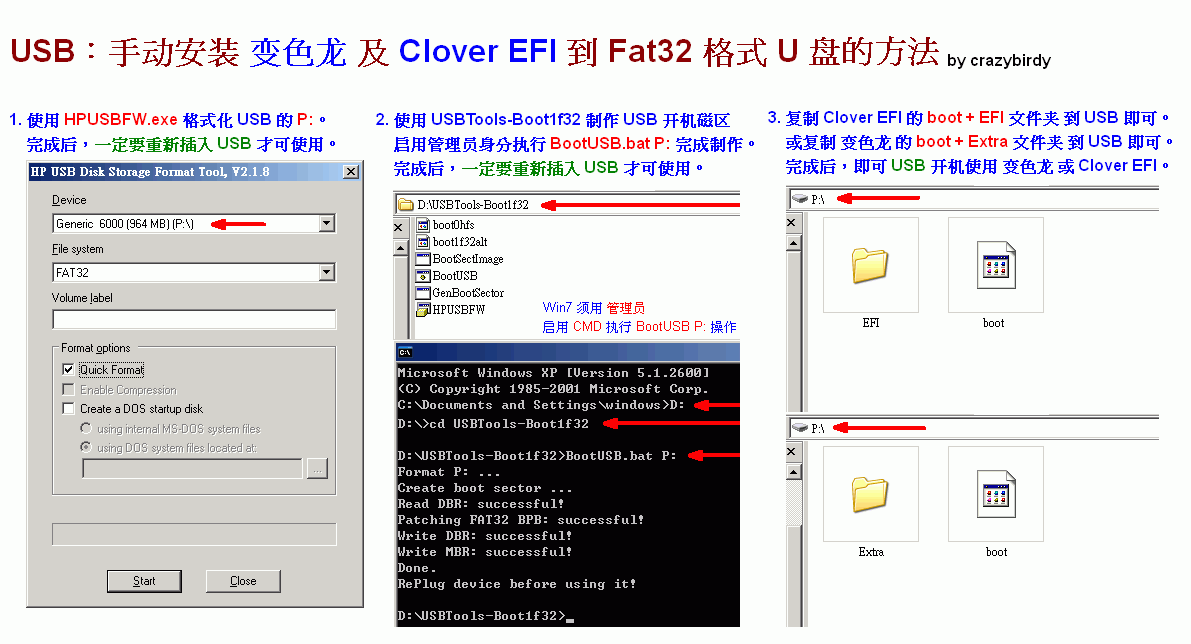 USB：手动安装 变色龙 及 Clover EFI 到 Fat32 格式 U 盘的方法 by crazybirdy
1. 使用 HPUSBFW.exe 格式化 USB 的 P:。
完成后，一定要重新插入 USB 才可使用。
HP USB Disk Storage Format Tool, V2.1.8
Device
Generic 6000 (964 MB) (P:\)
File system
FAT32
Volume label
Format options
Quick Format
Enable Compression
Create a DOS startup disk
using internal MS-DOS system files
using DOS system files located at:
...
Start
Close
2. 使用 USBTools-Boot1f32 制作 USB 开机磁区
启用管理员身分执行 BootUSB.bat P: 完成制作。
完成后，一定要重新插入 USB 才可使用。
D:\USBTools-Boot1f32
boot0hfs
boot1f32alt
BootSectImage
BootUSB
GenBootSector
HPUSBFW
Win7 须用 管理员
启用 CMD 执行 BootUSB P: 操作
C:\
Microsoft Windows XP [Version 5.1.2600]
(C) Copyright 1985-2001 Microsoft Corp.
C:\Documents and Settings\windows>D:
D:\>cd USBTools-Boot1f32
D:\USBTools-Boot1f32>BootUSB.bat P:
Format P: ...
Create boot sector ...
Read DBR: successful!
Patching FAT32 BPB: successful!
Write DBR: successful!
Write MBR: successful!
Done.
RePlug device before using it!
D:\USBTools-Boot1f32>_
3. 复制 Clover EFI 的 boot + EFI 文件夹 到 USB 即可。
或复制 变色龙 的 boot + Extra 文件夹 到 USB 即可。
完成后，即可 USB 开机使用 变色龙 或 Clover EFI。
P:\
EFI
boot
P:\
Extra
boot